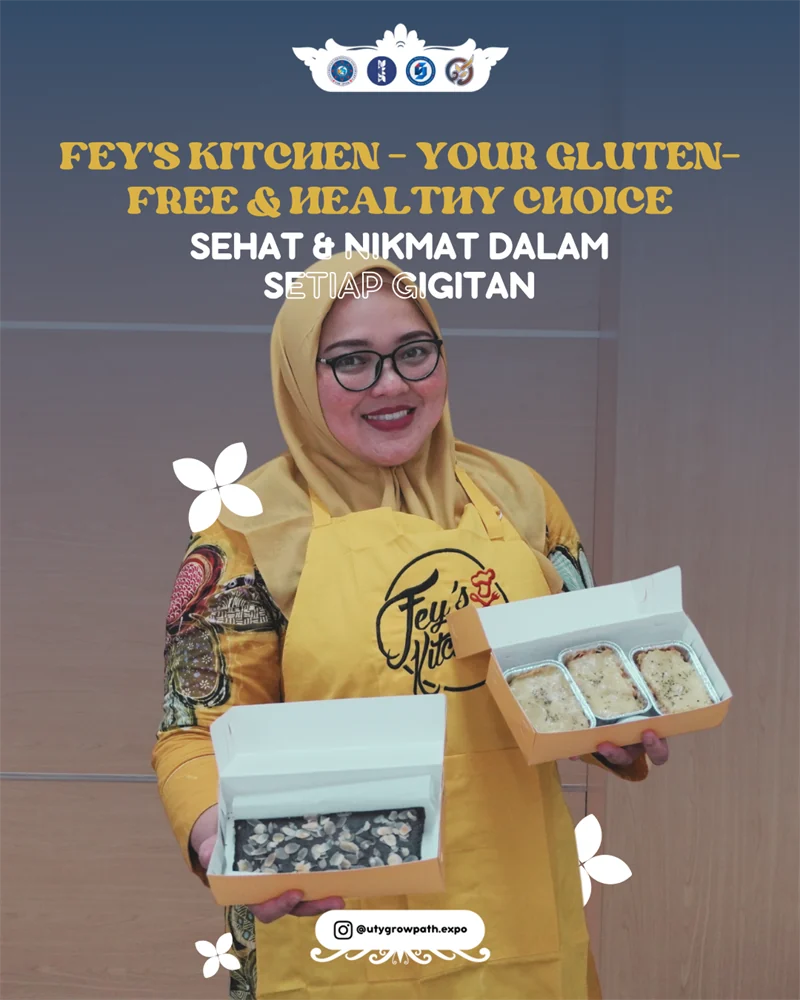 FEY'S KITCHEN - YOUR GLUTEN-
FREE & HEALTHY CHOICE
SEHAT & NIKMAT DALAM
SETIAP GIGITAN
Fey's
@utygrowpath.expo